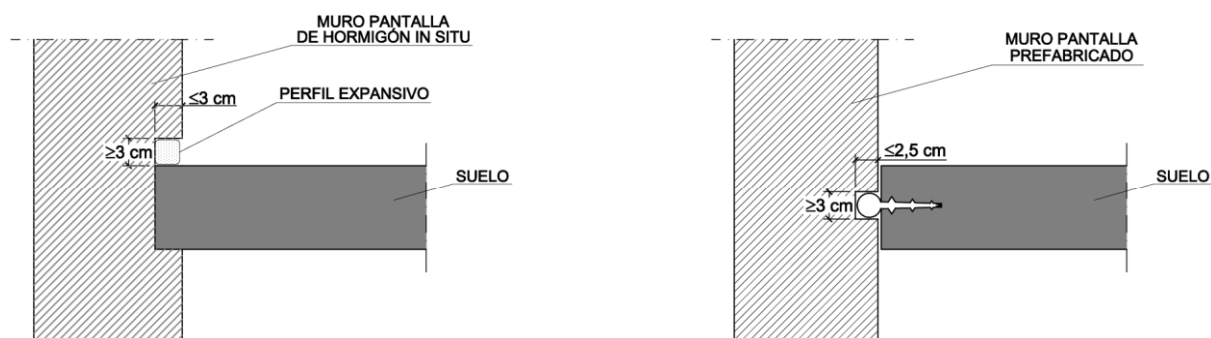 MURO PANTALLA
DE HORMIGÓN IN SITU
≤3 cm
PERFIL EXPANSIVO
≥3 cm
SUELO
MURO PANTALLA
PREFABRICADO
≤2,5 cm
≥3 cm
SUELO